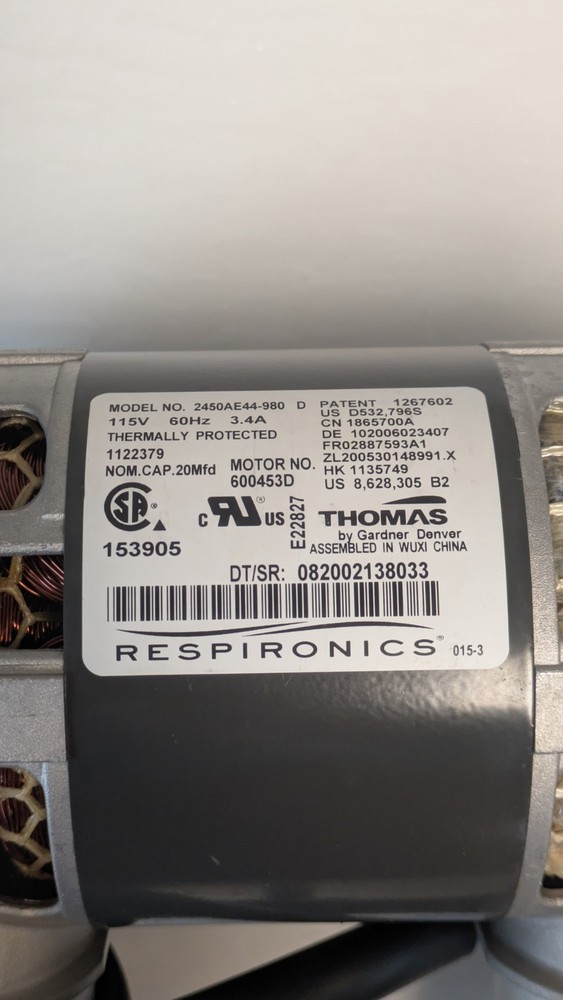 MODEL NO. 2450AE44-980 D
115V 60Hz 3.4A
THERMALLY PROTECTED
1122379
NOM.CAP.20Mfd
MOTOR NO.
600453D
PATENT 1267602
US D532,796S
CN 1865700A
DE 102006023407
FR02887593A1
ZL200530148991.X
HK 1135749
US 8,628,305 B2
SA
153905
C RU® US
E22827
THOMAS
by Gardner Denver
ASSEMBLED IN WUXI CHINA
DT/SR: 082002138033
RESPIRONICS®
015-3